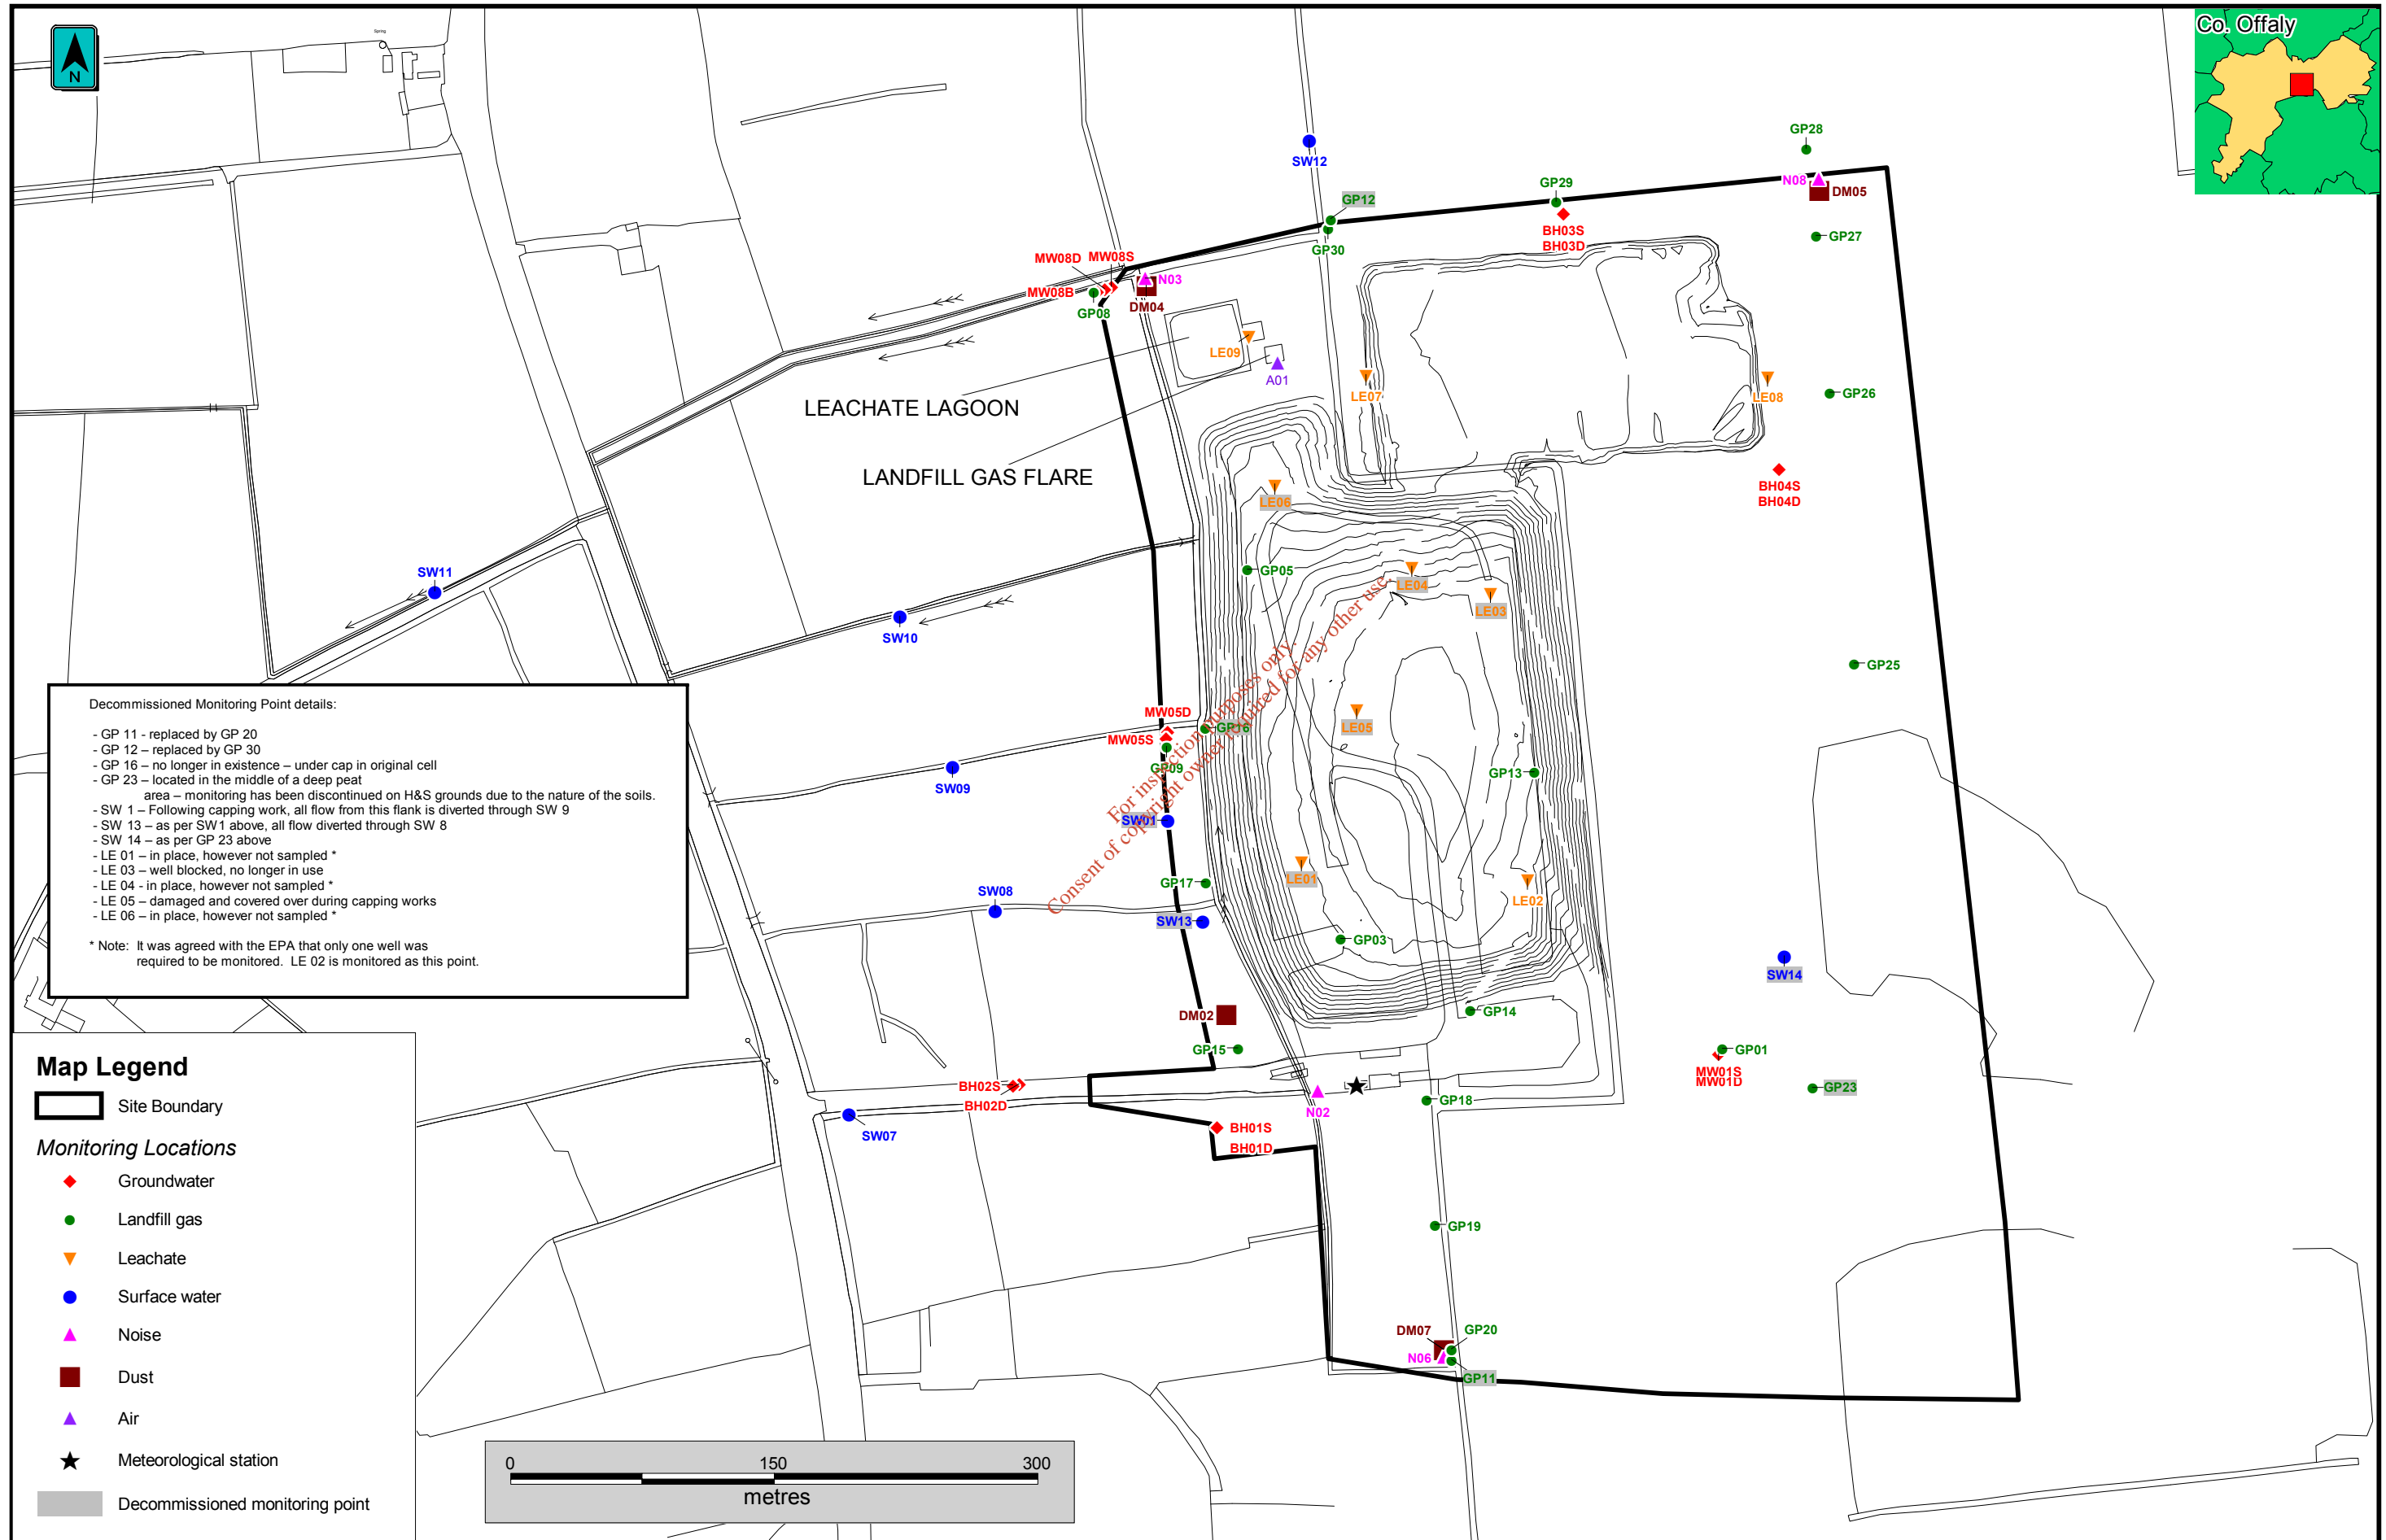 Spring
N
Co. Offaly
GP28
SW12
N08
DM05
GP29
GP12
BH03S
BH03D
GP27
GP30
MW08D
MW08S
N03
MW08B
DM04
GP08
LE09
A01
LE07
LE08
GP26
LEACHATE LAGOON
LANDFILL GAS FLARE
LE06
BH04S
BH04D
SW11
GP05
LE04
LE03
SW10
GP25
MW05D
MW05S
GP16
LE05
GP09
SW09
GP13
SW01
For inspection purposes only.
Consent of copyright owner required for any other use.
LE01
GP17
LE02
SW08
SW13
GP03
SW14
DM02
GP14
GP15
GP01
MW01S
MW01D
GP23
BH02S
BH02D
N02
GP18
SW07
BH01S
BH01D
GP19
DM07
GP20
N06
GP11
Decommissioned Monitoring Point details:
- GP 11 - replaced by GP 20
- GP 12 – replaced by GP 30
- GP 16 – no longer in existence – under cap in original cell
- GP 23 – located in the middle of a deep peat
area – monitoring has been discontinued on H&S grounds due to the nature of the soils.
- SW 1 – Following capping work, all flow from this flank is diverted through SW 9
- SW 13 – as per SW1 above, all flow diverted through SW 8
- SW 14 – as per GP 23 above
- LE 01 – in place, however not sampled *
- LE 03 – well blocked, no longer in use
- LE 04 - in place, however not sampled *
- LE 05 – damaged and covered over during capping works
- LE 06 – in place, however not sampled *
* Note: It was agreed with the EPA that only one well was
required to be monitored. LE 02 is monitored as this point.
Map Legend
Site Boundary
Monitoring Locations
Groundwater
Landfill gas
Leachate
Surface water
Noise
Dust
Air
Meteorological station
Decommissioned monitoring point
0 150 300
metres